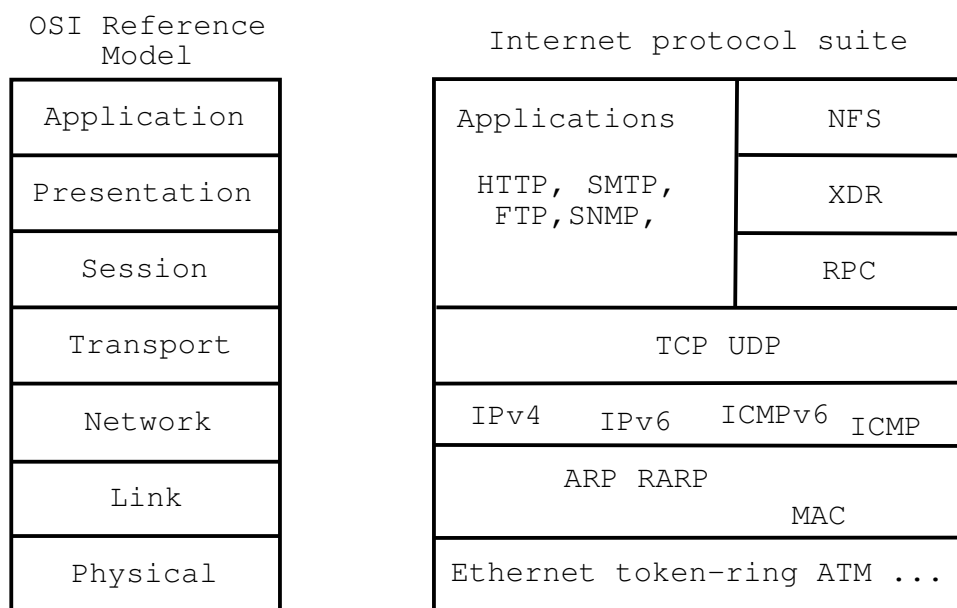 OSI Reference
Model
Application
Presentation
Session
Transport
Network
Link
Physical
Internet protocol suite
Applications
HTTP, SMTP,
FTP,SNMP,
NFS
XDR
RPC
TCP UDP
IPv4 IPv6 ICMPv6 ICMP
ARP RARP
MAC
Ethernet token-ring ATM ...